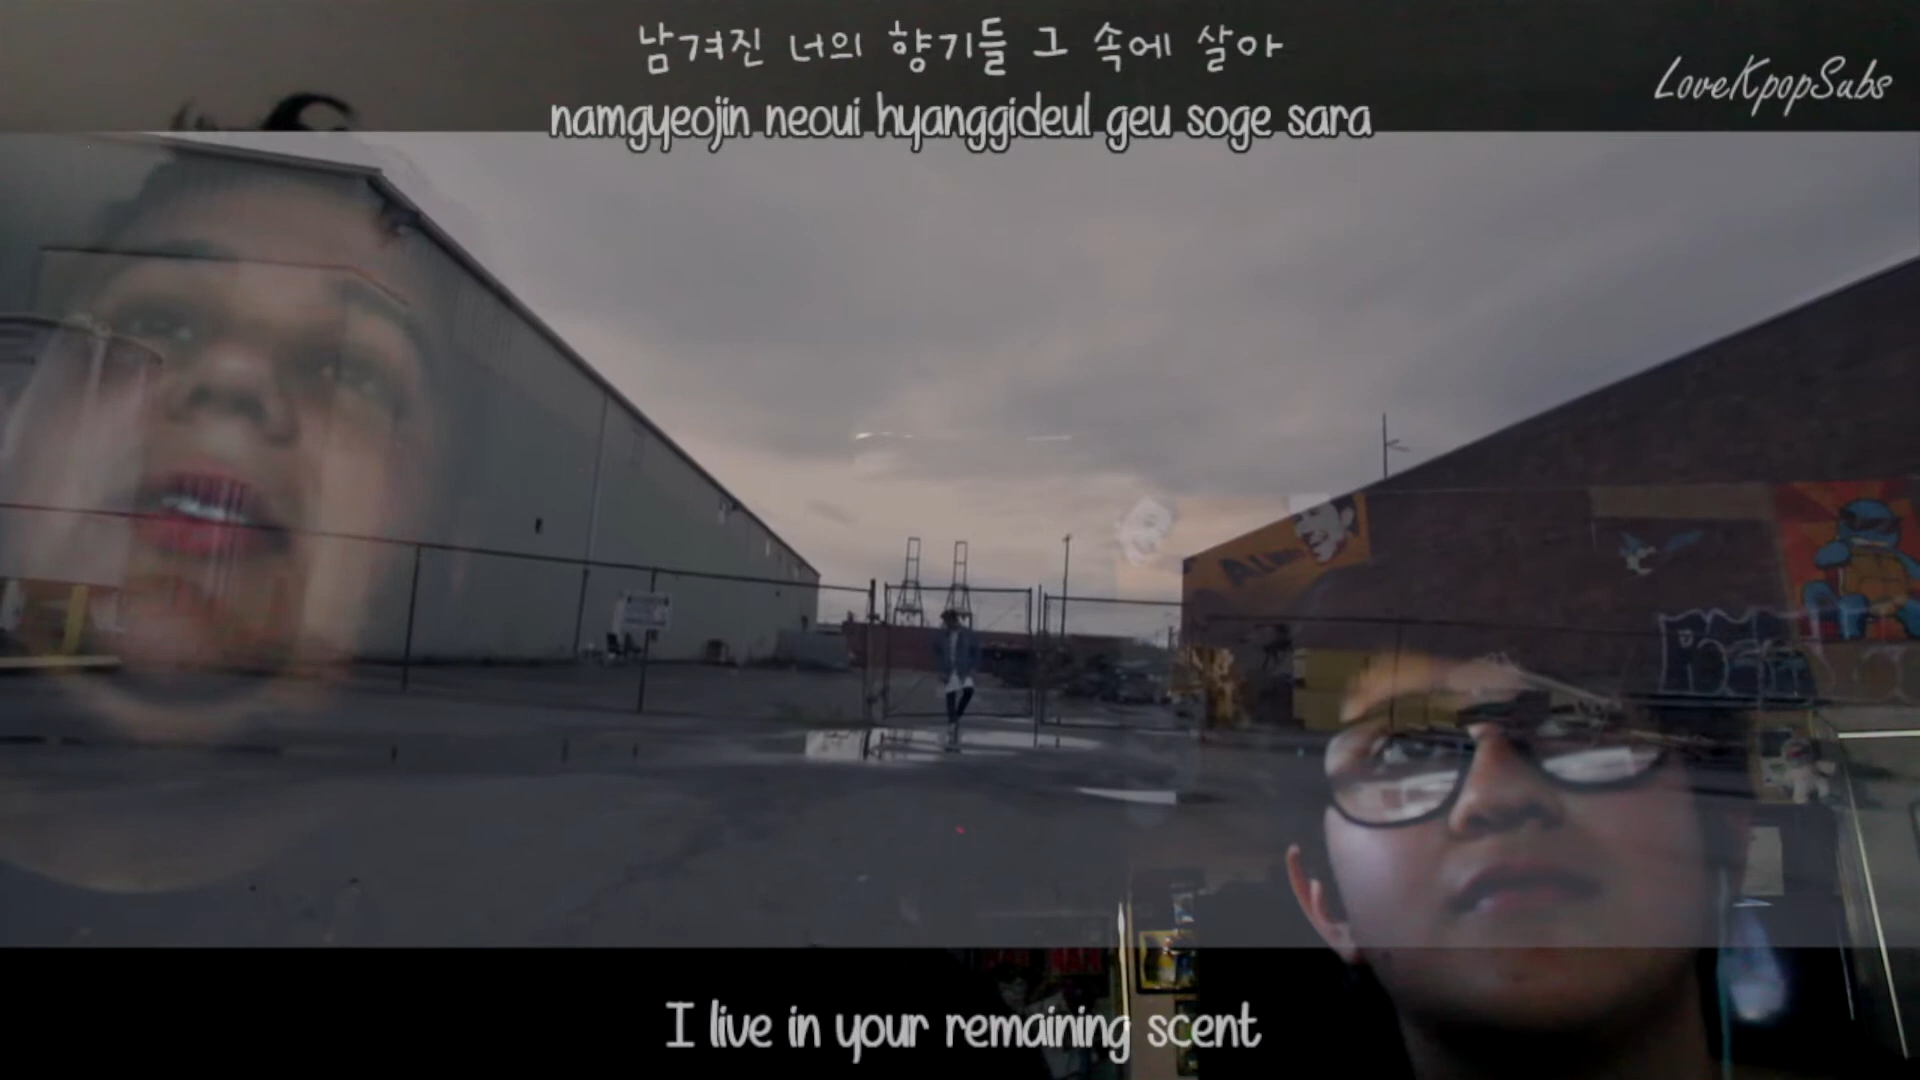 남겨진 너의 향기들 그 속에 살아
namgyeojin neoui hyanggideul geu soge sara
LoveKpopSubs
I live in your remaining scent